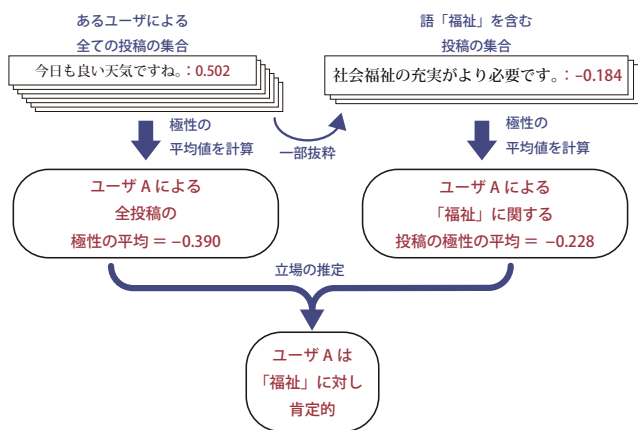 あるユーザによる
全ての投稿の集合
今日も良い天気ですね。: 0.502
語「福祉」を含む
投稿の集合
社会福祉の充実がより必要です。: –0.184
極性の
平均値を計算
一部抜粋
極性の
平均値を計算
ユーザ A による
全投稿の
極性の平均 = –0.390
ユーザ A による
「福祉」に関する
投稿の極性の平均 = –0.228
立場の推定
ユーザ A は
「福祉」に対し
肯定的